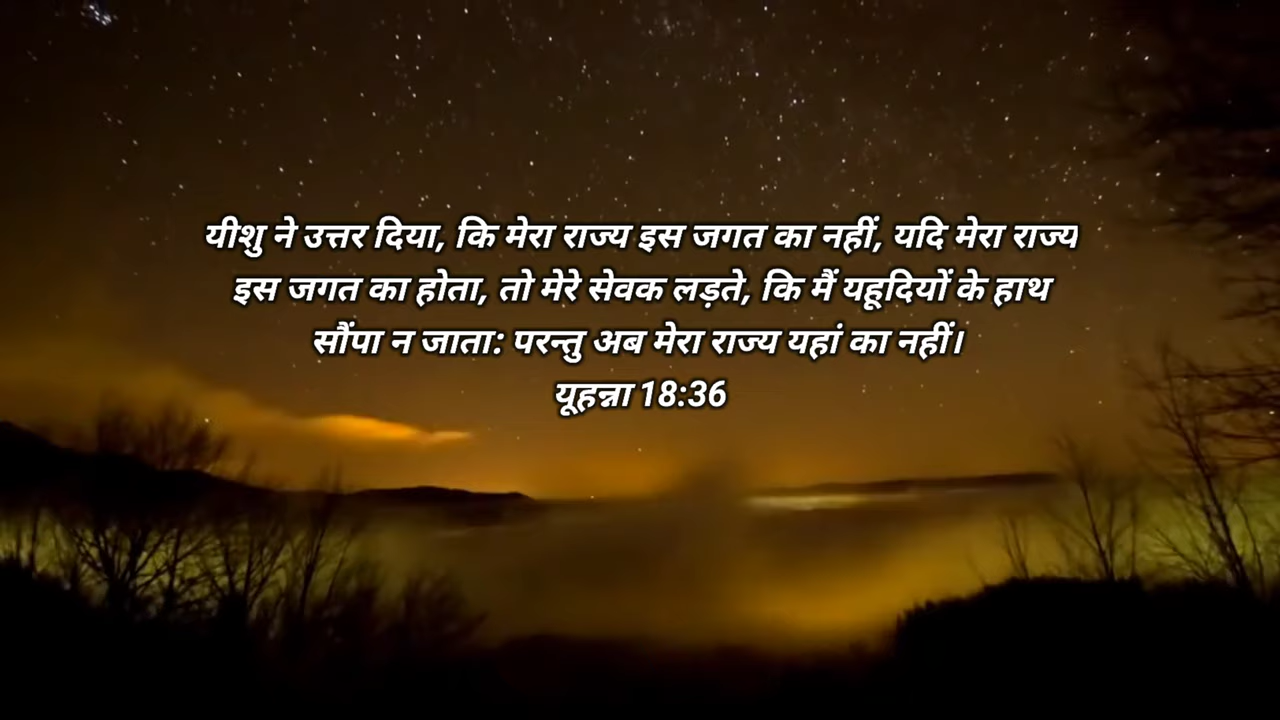 यीशु ने उत्तर दिया, कि मेरा राज्य इस जगत का नहीं, यदि मेरा राज्य
इस जगत का होता, तो मेरे सेवक लड़ते, कि मैं यहूदियों के हाथ
सौंपा न जाता: परन्तु अब मेरा राज्य यहां का नहीं।
यूहन्ना 18:36